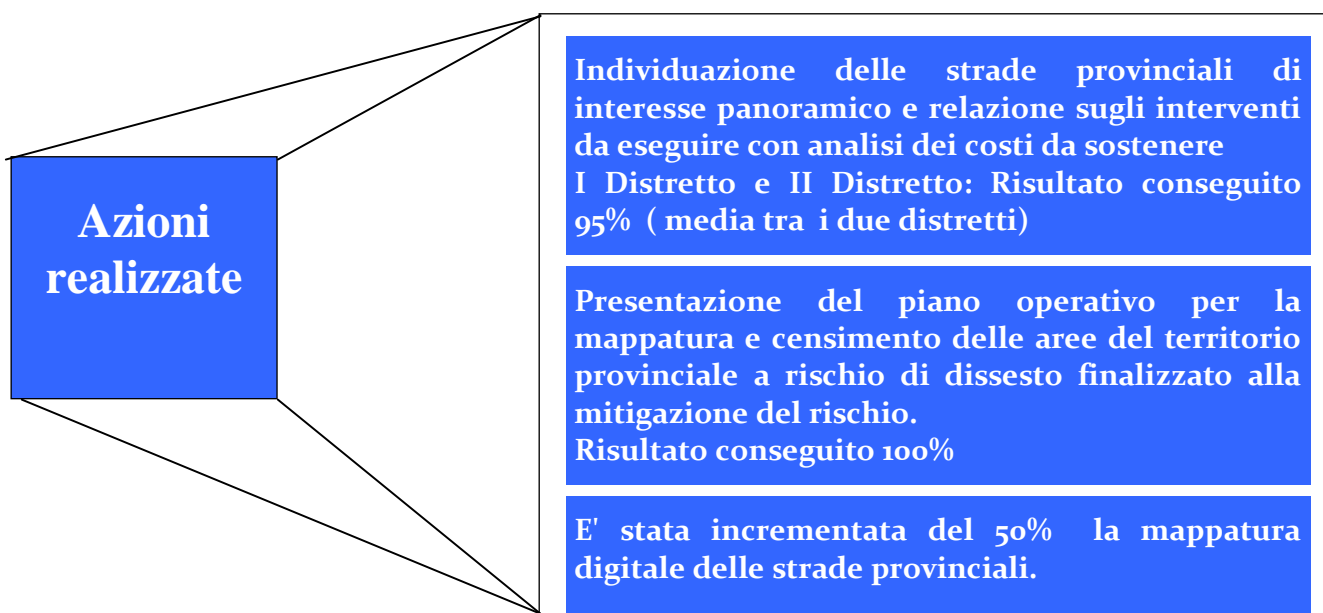 Azioni
realizzate
Individuazione delle strade provinciali di
interesse panoramico e relazione sugli interventi
da eseguire con analisi dei costi da sostenere
I Distretto e II Distretto: Risultato conseguito
95% ( media tra i due distretti)
Presentazione del piano operativo per la
mappatura e censimento delle aree del territorio
provinciale a rischio di dissesto finalizzato alla
mitigazione del rischio.
Risultato conseguito 100%
E' stata incrementata del 50% la mappatura
digitale delle strade provinciali.